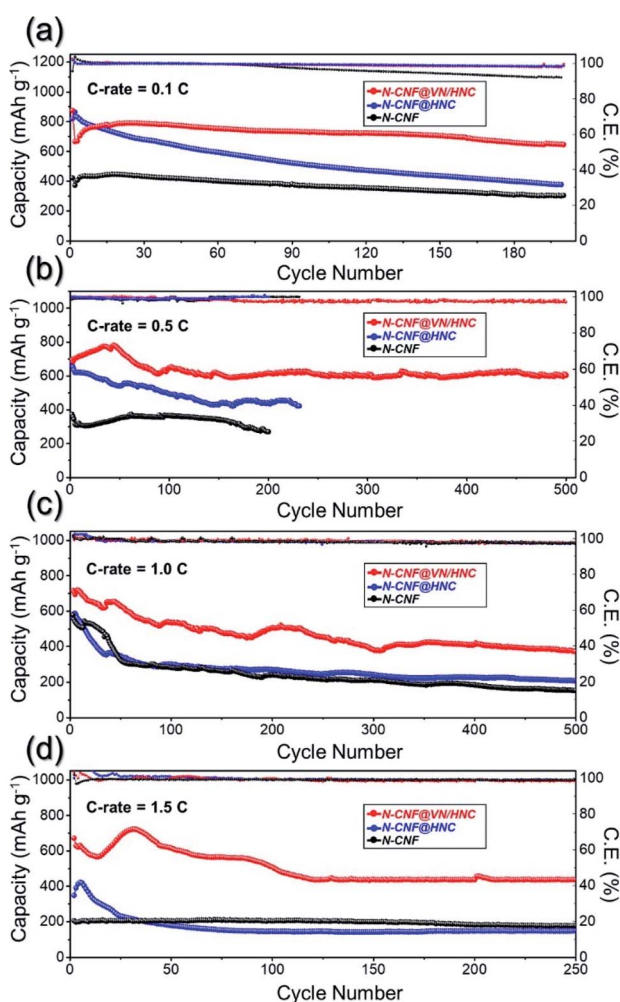 (a)
1200
1000
800
600
400
200
0
Capacity (mAh g⁻¹)
C-rate = 0.1 C
N-CNF@VN/HNC
N-CNF@HNC
N-CNF
100
80
60
40
20
0
C.E. (%)
0 30 60 90 120 150 180
Cycle Number
(b)
1000
800
600
400
200
0
Capacity (mAh g⁻¹)
C-rate = 0.5 C
N-CNF@VN/HNC
N-CNF@HNC
N-CNF
100
80
60
40
20
0
C.E. (%)
0 100 200 300 400 500
Cycle Number
(c)
1000
800
600
400
200
0
Capacity (mAh g⁻¹)
C-rate = 1.0 C
N-CNF@VN/HNC
N-CNF@HNC
N-CNF
100
80
60
40
20
0
C.E. (%)
0 100 200 300 400 500
Cycle Number
(d)
1000
800
600
400
200
0
Capacity (mAh g⁻¹)
C-rate = 1.5 C
N-CNF@VN/HNC
N-CNF@HNC
N-CNF
100
80
60
40
20
0
C.E. (%)
0 50 100 150 200 250
Cycle Number